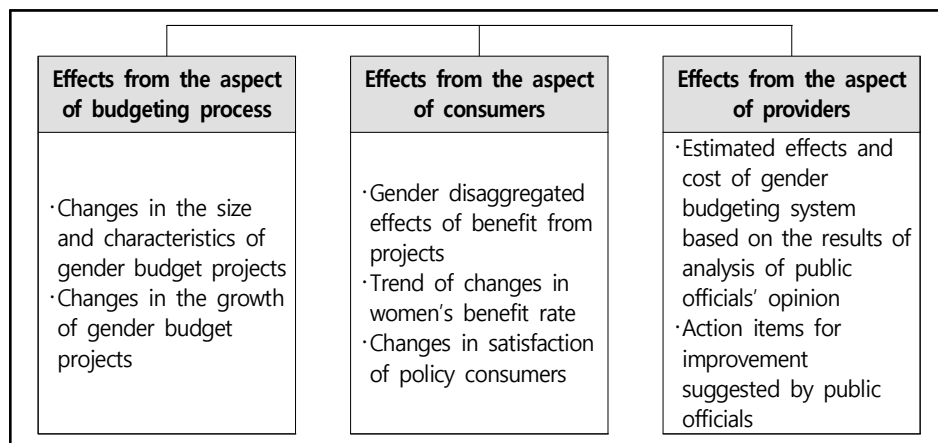 Effects from the aspect
of budgeting process
·Changes in the size
and characteristics of
gender budget projects
·Changes in the growth
of gender budget
projects
Effects from the aspect
of consumers
·Gender disaggregated
effects of benefit from
projects
·Trend of changes in
women's benefit rate
·Changes in satisfaction
of policy consumers
Effects from the aspect
of providers
·Estimated effects and
cost of gender
budgeting system
based on the results of
analysis of public
officials' opinion
·Action items for
improvement
suggested by public
officials